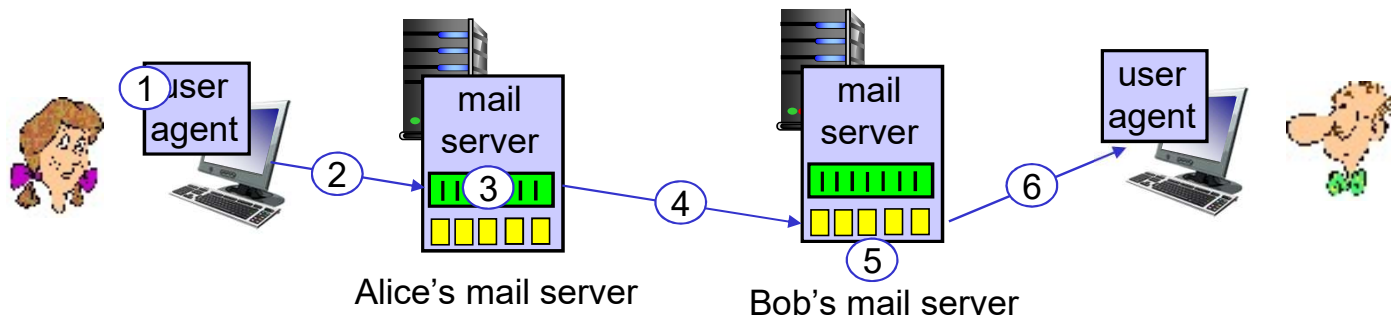 1
user
agent
2
mail
server
3
Alice's mail server
4
mail
server
5
Bob's mail server
6
user
agent